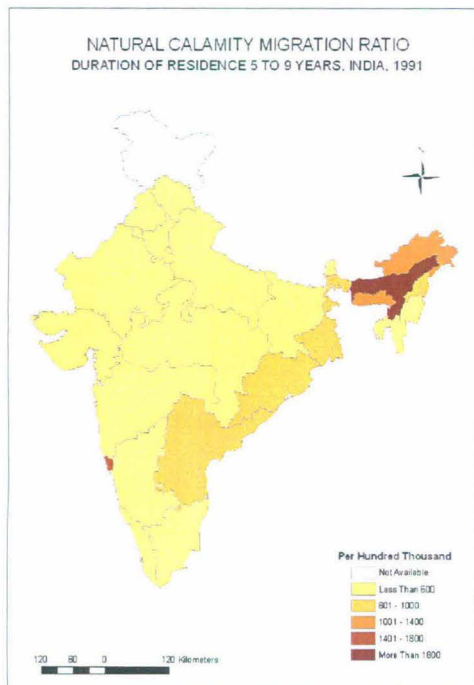 NATURAL CALAMITY MIGRATION RATIO
DURATION OF RESIDENCE 5 TO 9 YEARS, INDIA, 1991
Per Hundred Thousand
Not Available
Less Than 600
601 - 1000
1001 - 1400
1401 - 1800
More Than 1800
120 60 0 120 Kilometers